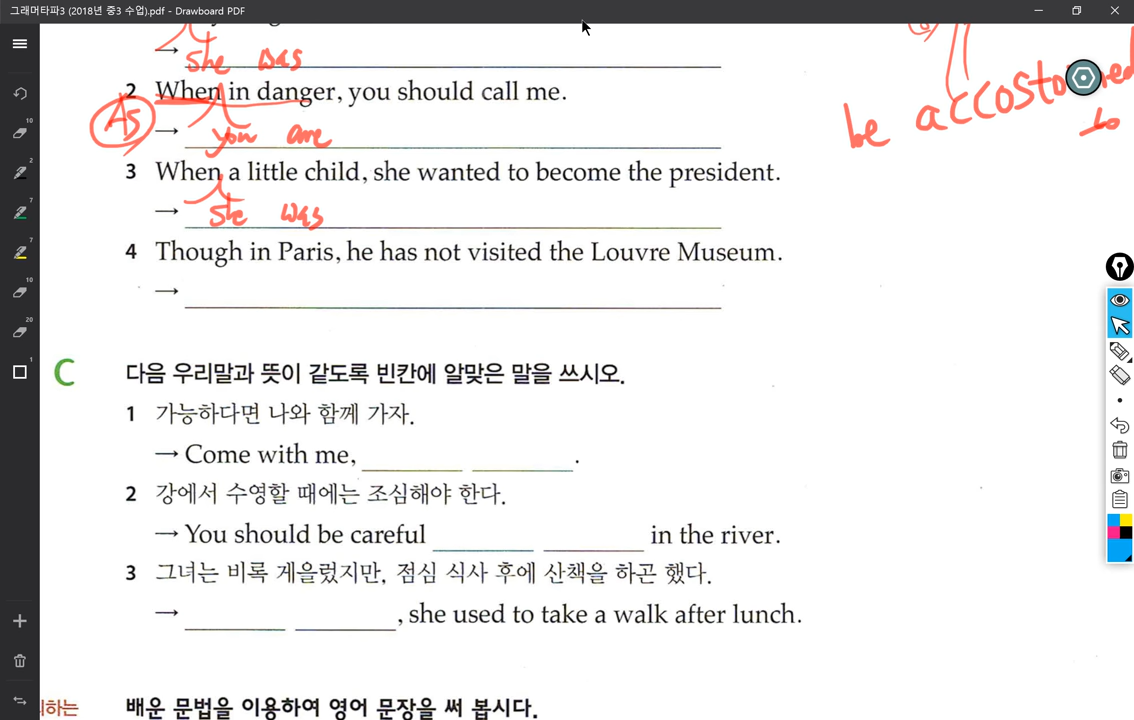 그래머타파3 (2018년 중3 수업).pdf - Drawboard PDF
→ she was
2 When in danger, you should call me.
As
→ you are
be accostomed
to
3 When a little child, she wanted to become the president.
→ she was
4 Though in Paris, he has not visited the Louvre Museum.
→
C 다음 우리말과 뜻이 같도록 빈칸에 알맞은 말을 쓰시오.
1 가능하다면 나와 함께 가자.
→ Come with me, ________ ________ .
2 강에서 수영할 때에는 조심해야 한다.
→ You should be careful ________ ________ in the river.
3 그녀는 비록 게을렀지만, 점심 식사 후에 산책을 하곤 했다.
→ ________ ________ , she used to take a walk after lunch.
하는 배운 문법을 이용하여 영어 문장을 써 봅시다.
10
2
7
7
10
20
1